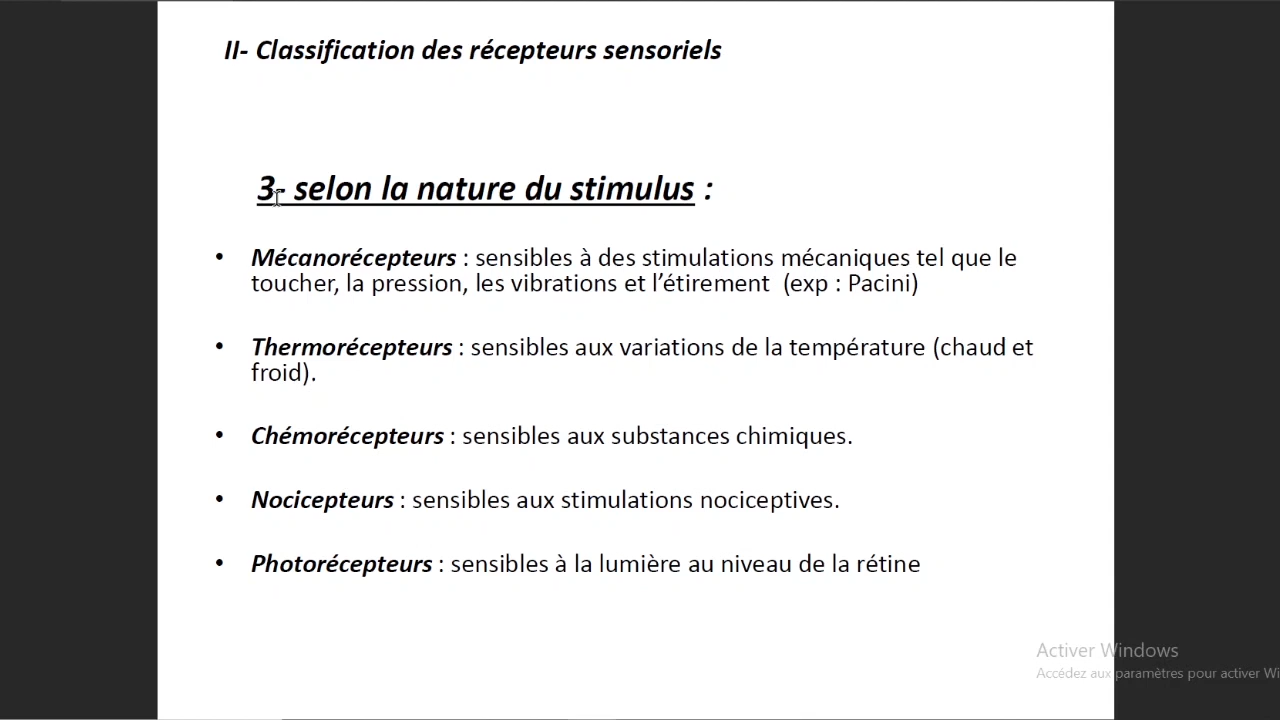 II- Classification des récepteurs sensoriels
3- selon la nature du stimulus :
• Mécanorécepteurs : sensibles à des stimulations mécaniques tel que le
toucher, la pression, les vibrations et l’étirement (exp : Pacini)
• Thermorécepteurs : sensibles aux variations de la température (chaud et
froid).
• Chémorécepteurs : sensibles aux substances chimiques.
• Nocicepteurs : sensibles aux stimulations nociceptives.
• Photorécepteurs : sensibles à la lumière au niveau de la rétine
Activer Windows
Accédez aux paramètres pour activer Wi